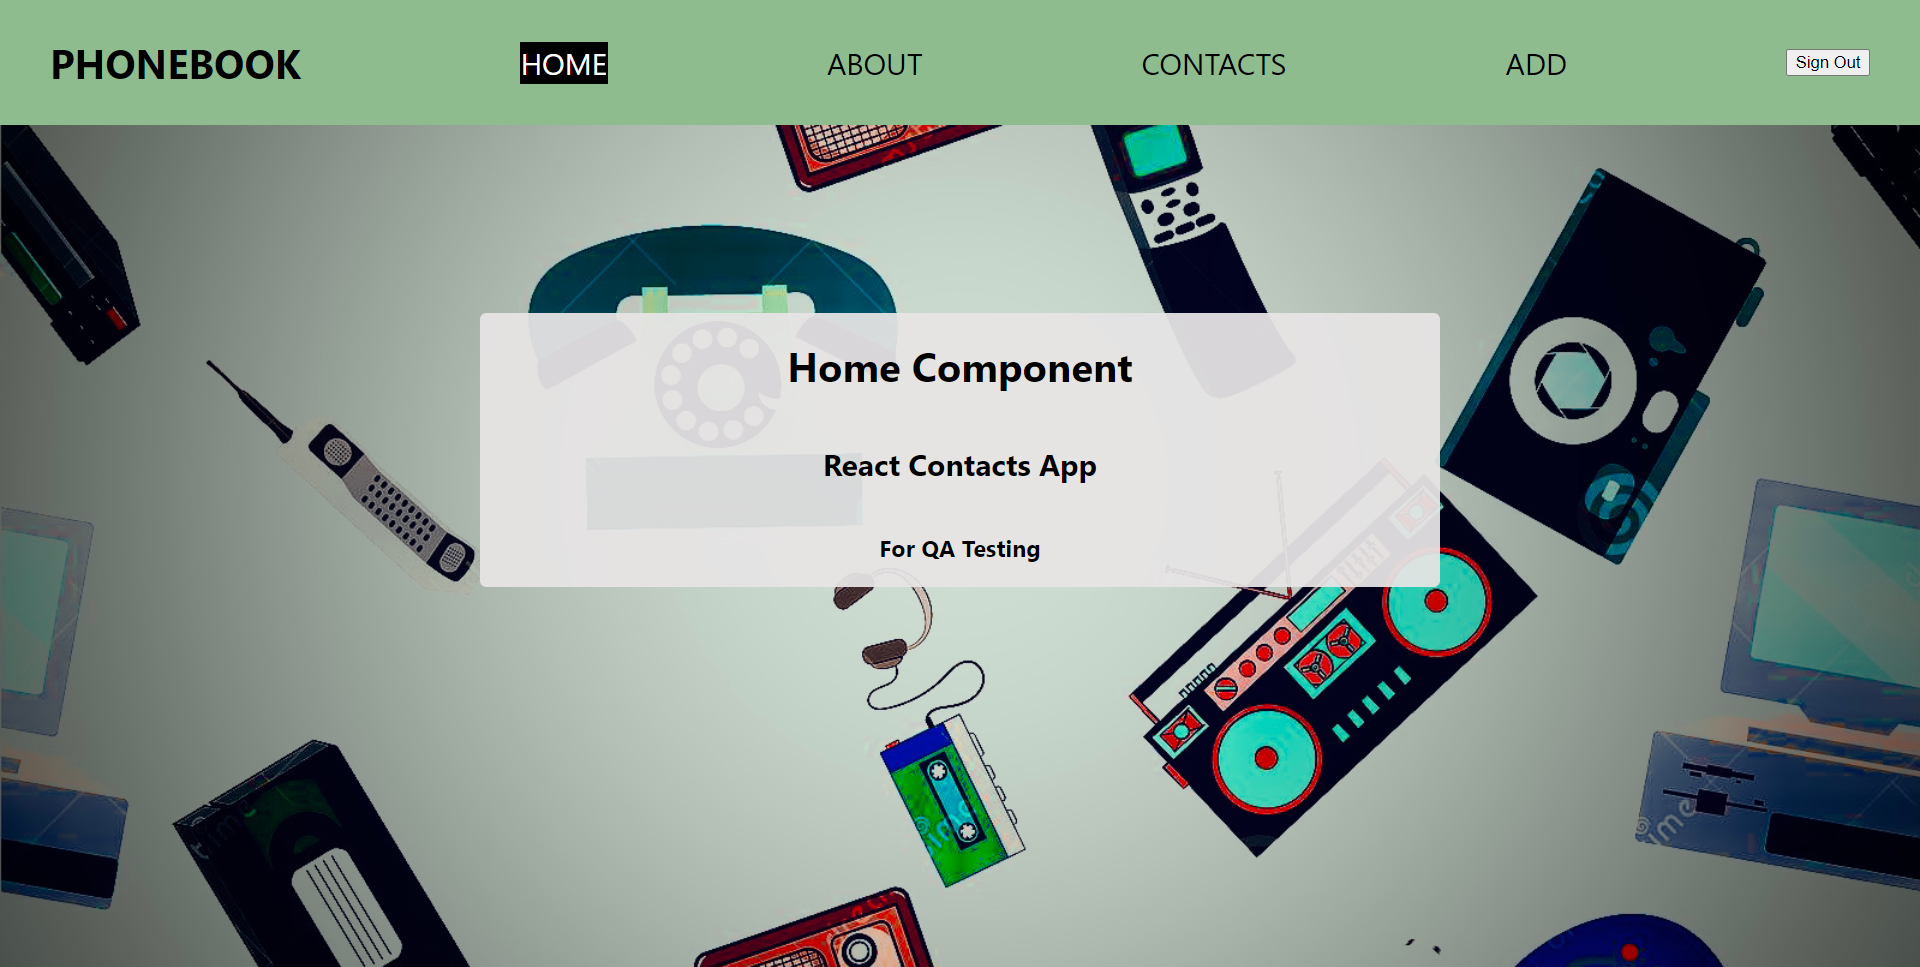 PHONEBOOK HOME ABOUT CONTACTS ADD Sign Out
Home Component
React Contacts App
For QA Testing